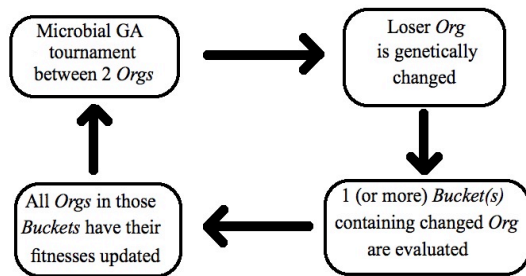 Microbial GA
tournament
between 2 Orgs
Loser Org
is genetically
changed
1 (or more) Bucket(s)
containing changed Org
are evaluated
All Orgs in those
Buckets have their
fitnesses updated